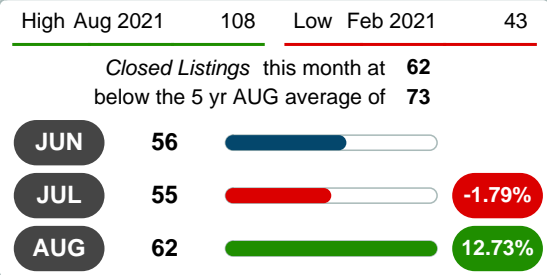 High Aug 2021 108 Low Feb 2021 43
Closed Listings this month at 62
below the 5 yr AUG average of 73
JUN 56
JUL 55 -1.79%
AUG 62 12.73%